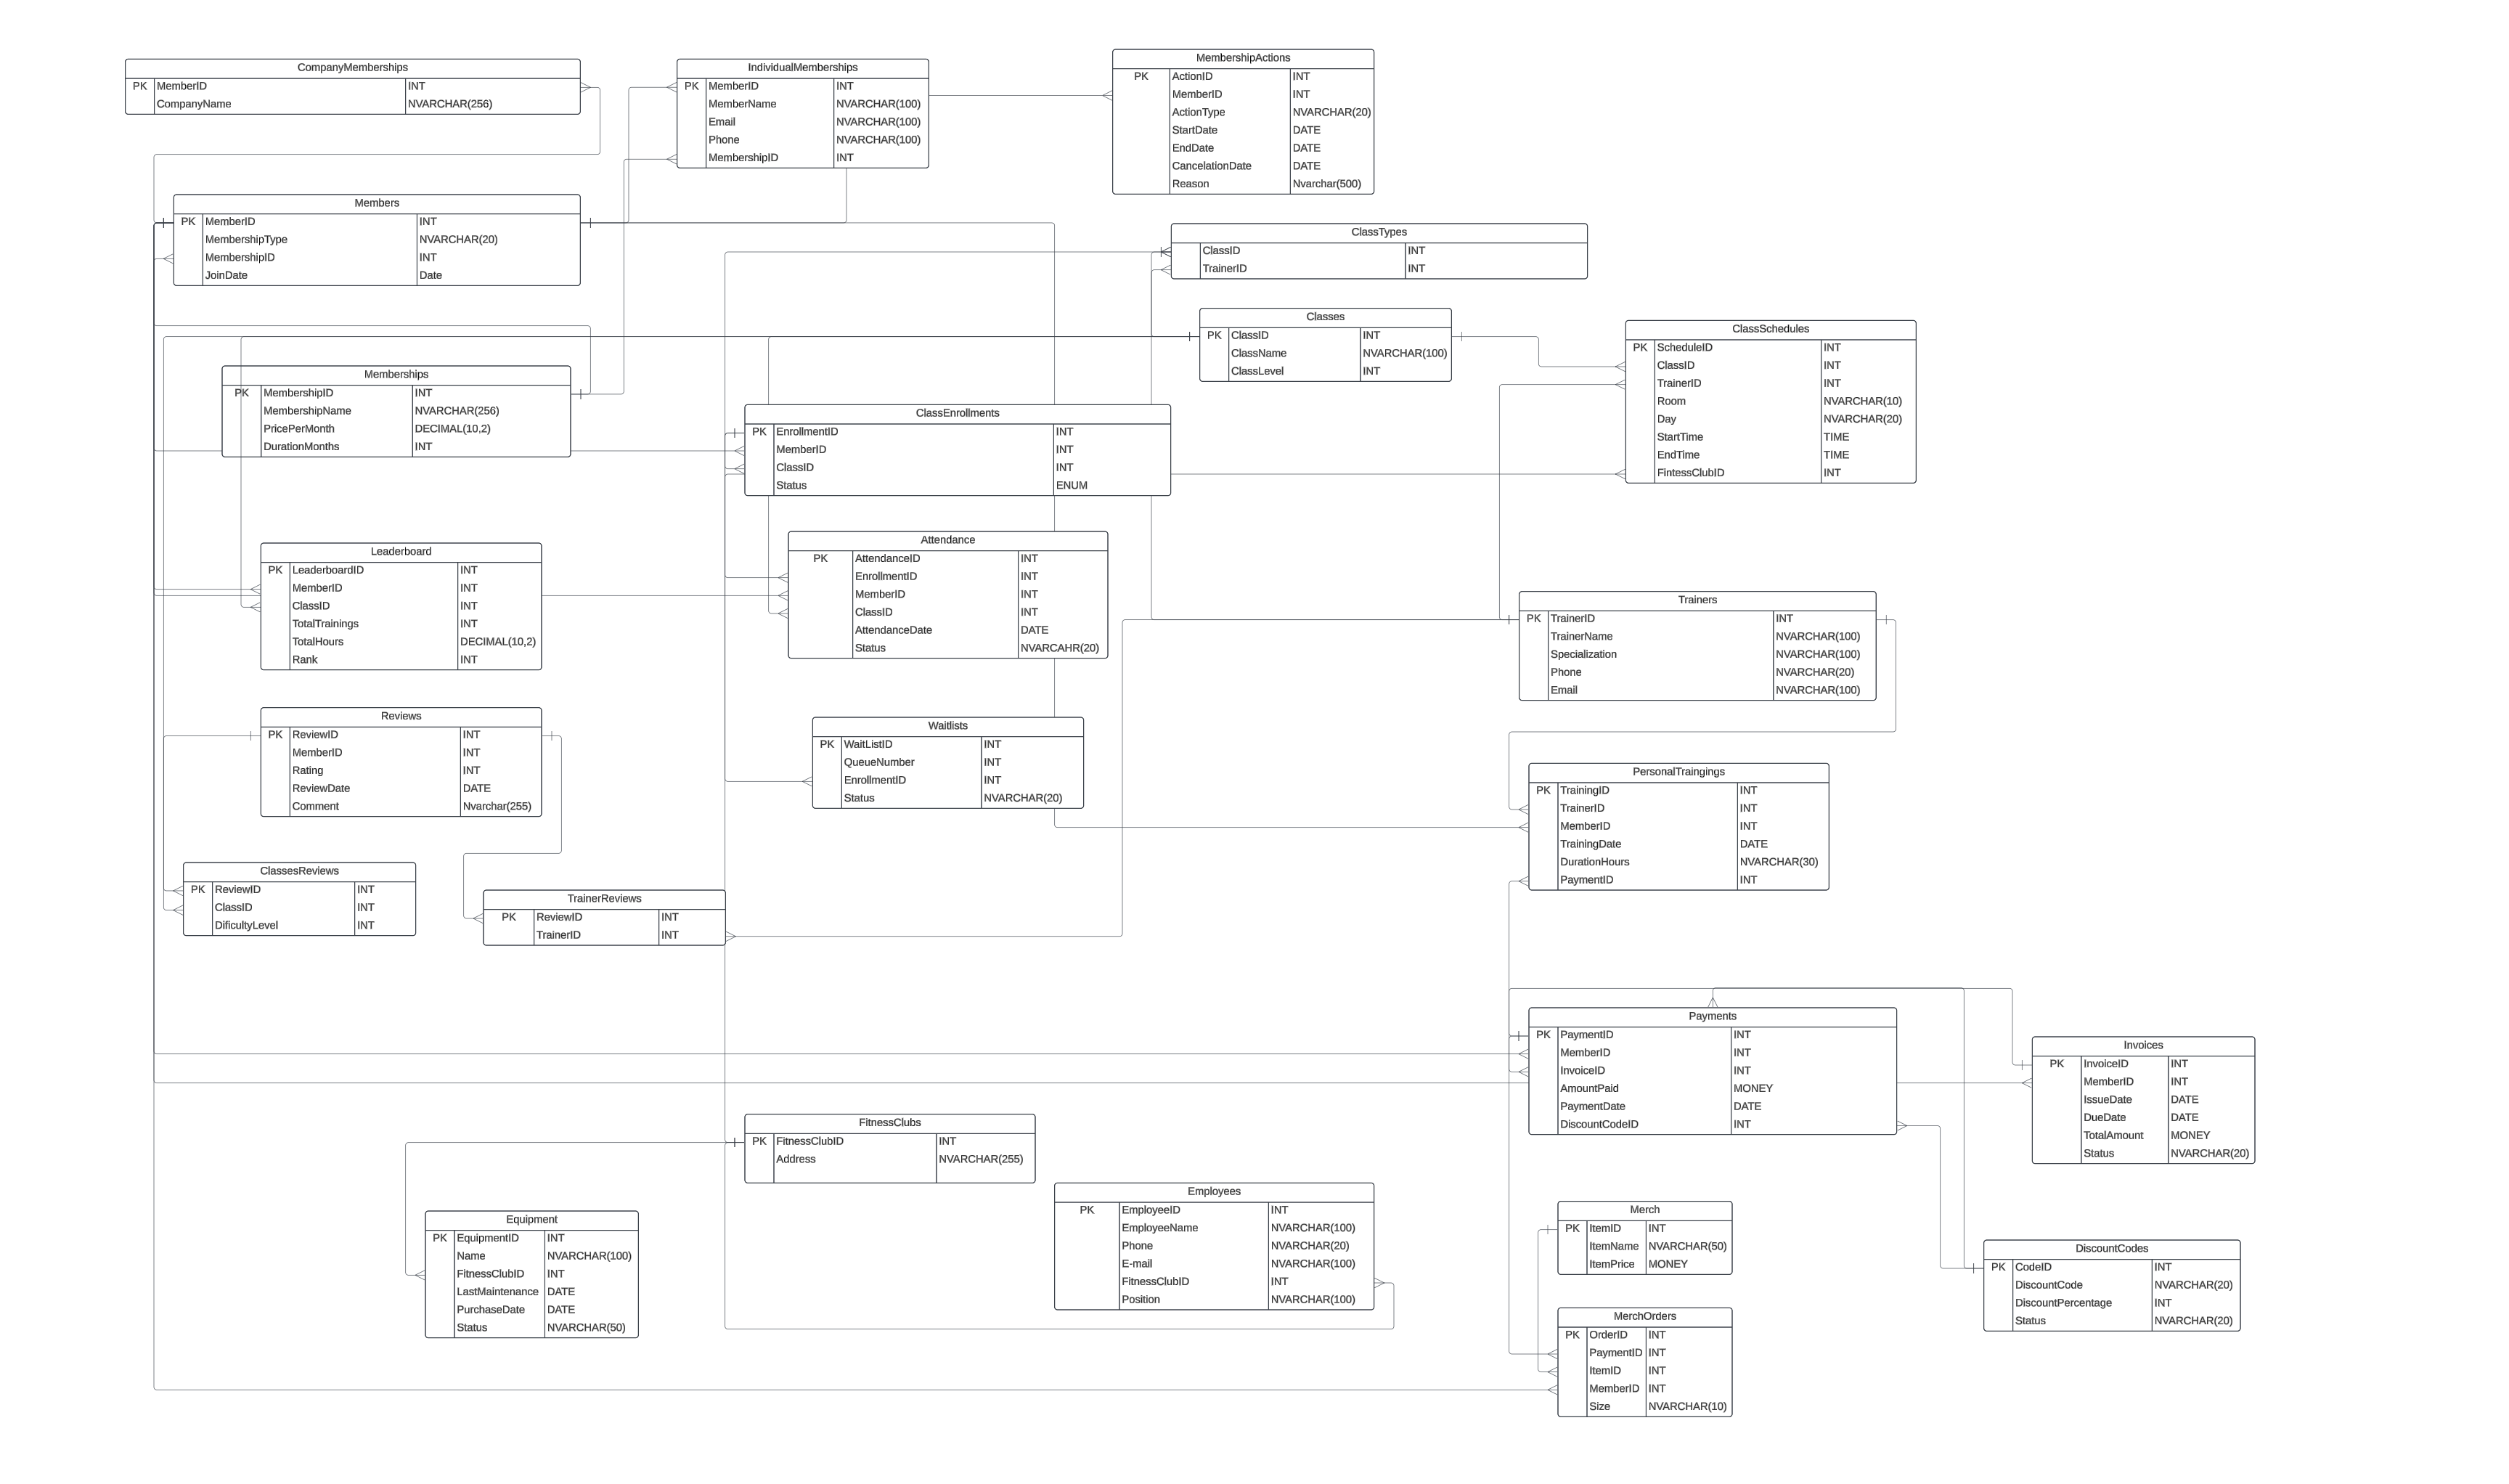 CompanyMemberships
PK MemberID INT
CompanyName NVARCHAR(256)
IndividualMemberships
PK MemberID INT
MemberName NVARCHAR(100)
Email NVARCHAR(100)
Phone NVARCHAR(100)
MembershipID INT
MembershipActions
PK ActionID INT
MemberID INT
ActionType NVARCHAR(20)
StartDate DATE
EndDate DATE
CancelationDate DATE
Reason Nvarchar(500)
Members
PK MemberID INT
MembershipType NVARCHAR(20)
MembershipID INT
JoinDate Date
ClassTypes
ClassID INT
TrainerID INT
Classes
PK ClassID INT
ClassName NVARCHAR(100)
ClassLevel INT
ClassSchedules
PK ScheduleID INT
ClassID INT
TrainerID INT
Room NVARCHAR(10)
Day NVARCHAR(20)
StartTime TIME
EndTime TIME
FintessClubID INT
Memberships
PK MembershipID INT
MembershipName NVARCHAR(256)
PricePerMonth DECIMAL(10,2)
DurationMonths INT
ClassEnrollments
PK EnrollmentID INT
MemberID INT
ClassID INT
Status ENUM
Leaderboard
PK LeaderboardID INT
MemberID INT
ClassID INT
TotalTrainings INT
TotalHours DECIMAL(10,2)
Rank INT
Attendance
PK AttendanceID INT
EnrollmentID INT
MemberID INT
ClassID INT
AttendanceDate DATE
Status NVARCAHR(20)
Trainers
PK TrainerID INT
TrainerName NVARCHAR(100)
Specialization NVARCHAR(100)
Phone NVARCHAR(20)
Email NVARCHAR(100)
Reviews
PK ReviewID INT
MemberID INT
Rating INT
ReviewDate DATE
Comment Nvarchar(255)
Waitlists
PK WaitListID INT
QueueNumber INT
EnrollmentID INT
Status NVARCHAR(20)
PersonalTraingings
PK TrainingID INT
TrainerID INT
MemberID INT
TrainingDate DATE
DurationHours NVARCHAR(30)
PaymentID INT
ClassesReviews
PK ReviewID INT
ClassID INT
DificultyLevel INT
TrainerReviews
PK ReviewID INT
TrainerID INT
Payments
PK PaymentID INT
MemberID INT
InvoiceID INT
AmountPaid MONEY
PaymentDate DATE
DiscountCodeID INT
Invoices
PK InvoiceID INT
MemberID INT
IssueDate DATE
DueDate DATE
TotalAmount MONEY
Status NVARCHAR(20)
FitnessClubs
PK FitnessClubID INT
Address NVARCHAR(255)
Employees
PK EmployeeID INT
EmployeeName NVARCHAR(100)
Phone NVARCHAR(20)
E-mail NVARCHAR(100)
FitnessClubID INT
Position NVARCHAR(100)
Equipment
PK EquipmentID INT
Name NVARCHAR(100)
FitnessClubID INT
LastMaintenance DATE
PurchaseDate DATE
Status NVARCHAR(50)
Merch
PK ItemID INT
ItemName NVARCHAR(50)
ItemPrice MONEY
DiscountCodes
PK CodeID INT
DiscountCode NVARCHAR(20)
DiscountPercentage INT
Status NVARCHAR(20)
MerchOrders
PK OrderID INT
PaymentID INT
ItemID INT
MemberID INT
Size NVARCHAR(10)